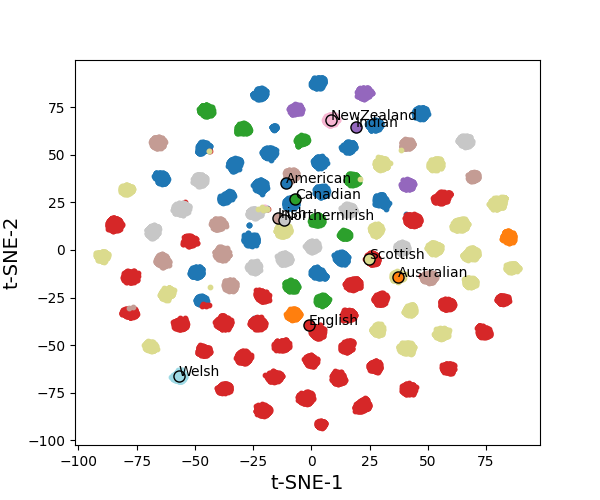 NewZealand
Indian
American
Canadian
Irish
NorthernIrish
Scottish
Australian
English
Welsh
75
50
25
0
−25
−50
−75
−100
t-SNE-2
−100 −75 −50 −25 0 25 50 75
t-SNE-1